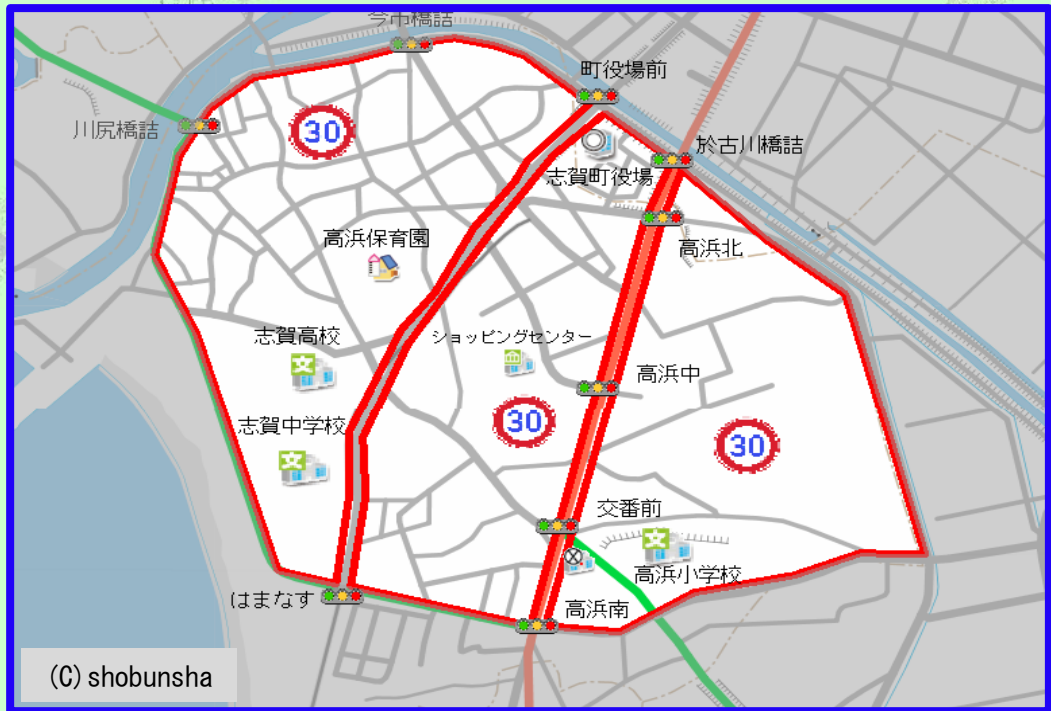 今市橋詰
町役場前
川尻橋詰
30
於古川橋詰
志賀町役場
高浜保育園
高浜北
志賀高校
ショッピングセンター
高浜中
志賀中学校
30
30
文
文
交番前
文
高浜小学校
はまなす
高浜南
(C) shobunsha